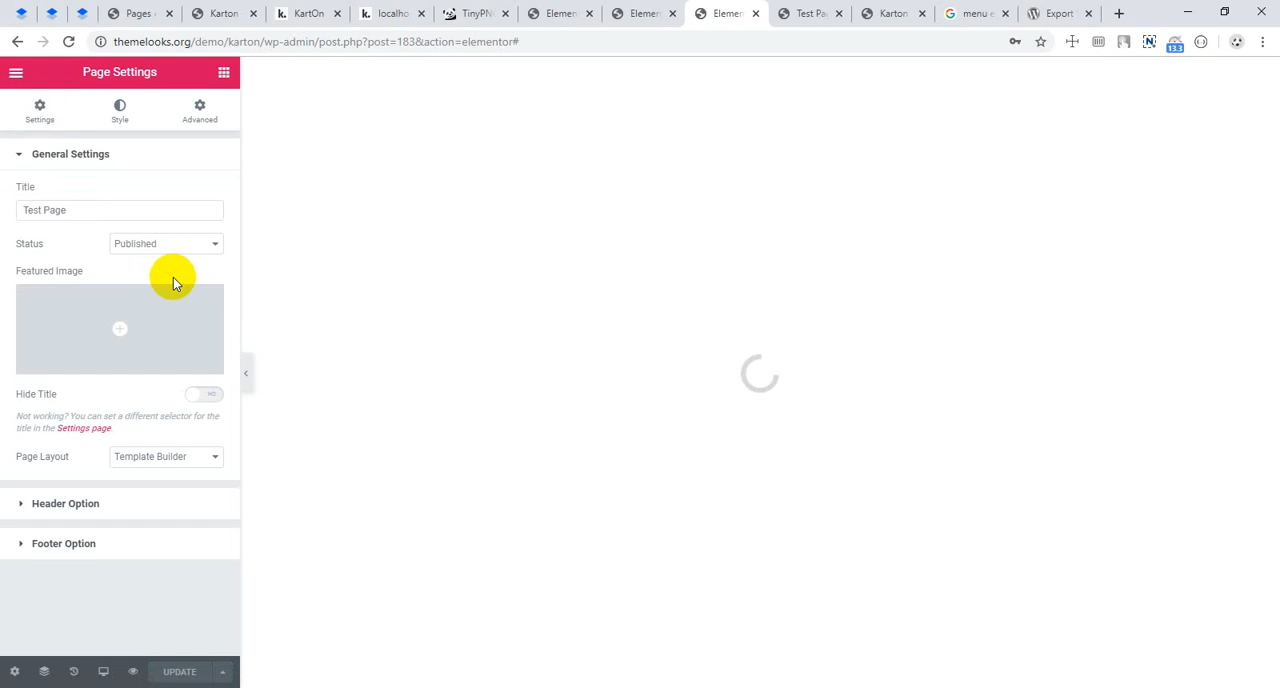 Pages
Karton
KartOn
localho
TinyPN
Elemen
Elemen
Elemen
Test Pa
Karton
menu e
Export
themelooks.org/demo/karton/wp-admin/post.php?post=183&action=elementor#
13.3
Page Settings
Settings
Style
Advanced
General Settings
Title
Test Page
Status
Published
Featured Image
Hide Title
NO
Not working? You can set a different selector for the
title in the Settings page.
Page Layout
Template Builder
Header Option
Footer Option
UPDATE